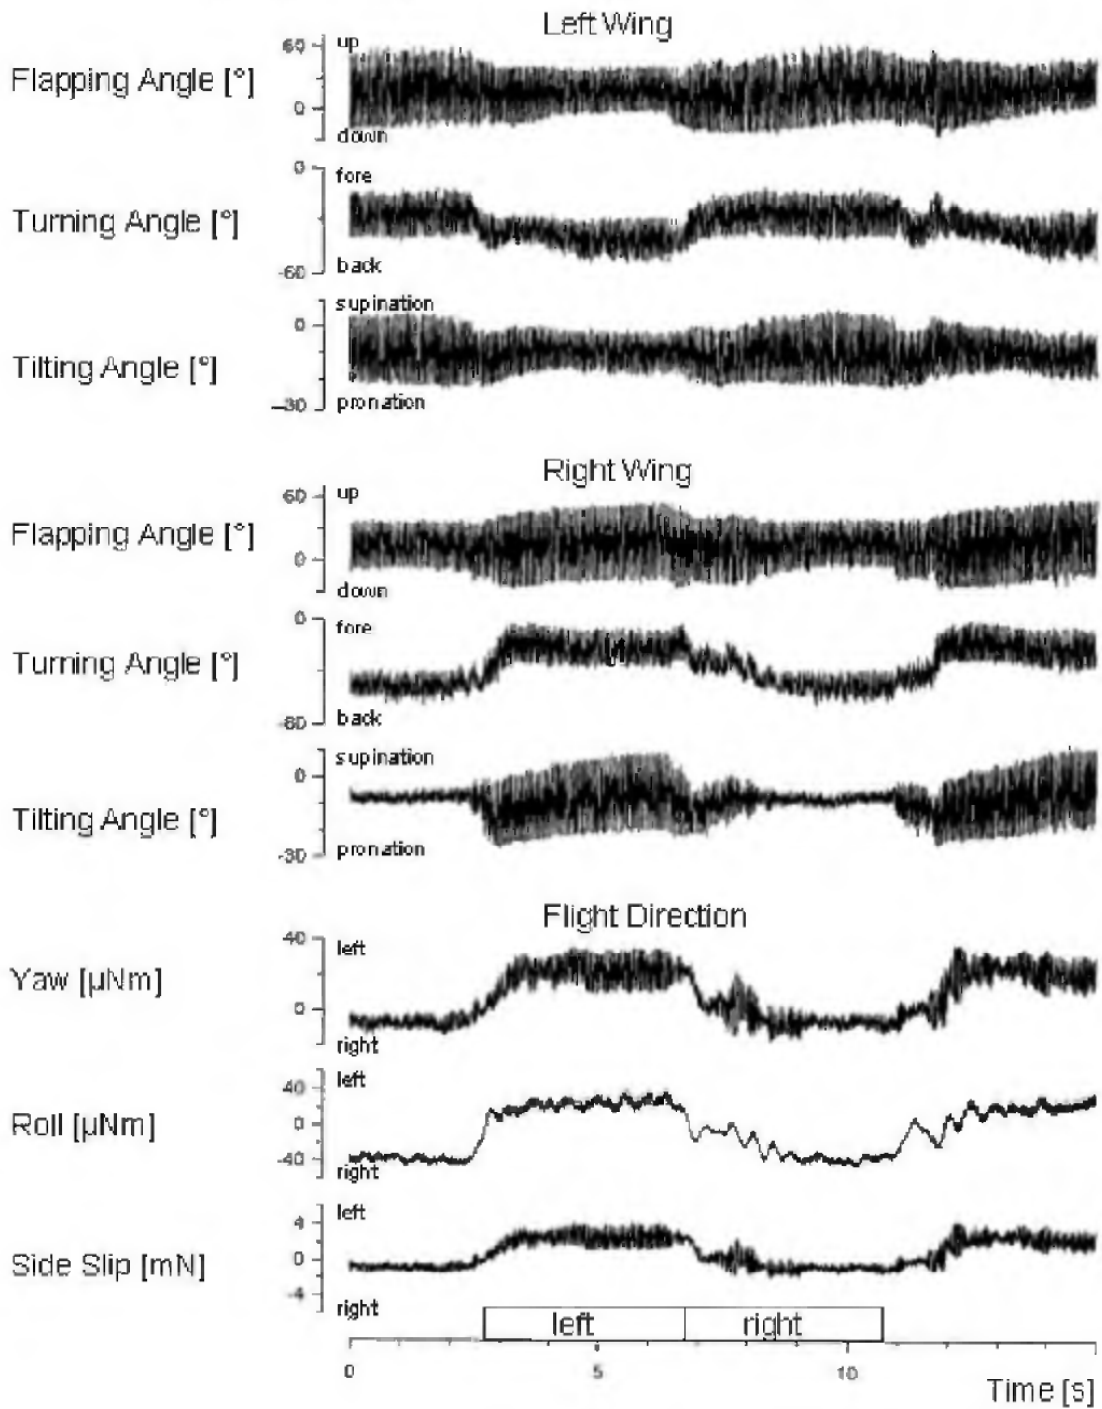 Left Wing
Flapping Angle [°]
60
0
up
down
Turning Angle [°]
0
-60
fore
back
Tilting Angle [°]
0
-30
supination
pronation
Right Wing
Flapping Angle [°]
60
0
up
down
Turning Angle [°]
0
-60
fore
back
Tilting Angle [°]
0
-30
supination
pronation
Flight Direction
Yaw [µNm]
40
0
left
right
Roll [µNm]
40
0
-40
left
right
Side Slip [mN]
4
0
-4
left
right
left right
0 5 10
Time [s]